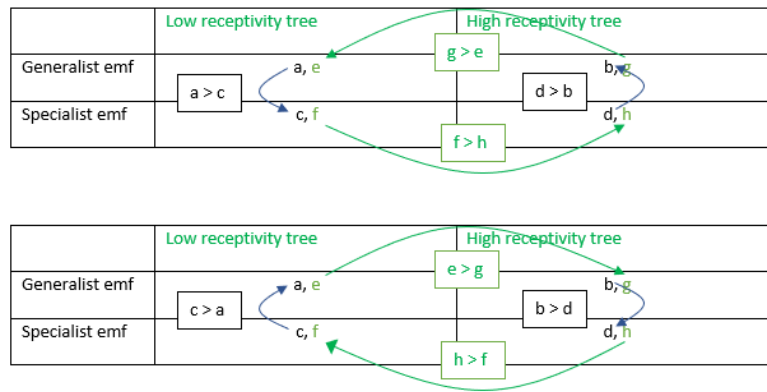 Low receptivity tree High receptivity tree
g > e
Generalist emf a, e b, g
a > c d > b
Specialist emf c, f d, h
f > h
Low receptivity tree High receptivity tree
e > g
Generalist emf a, e b, g
c > a b > d
Specialist emf c, f d, h
h > f